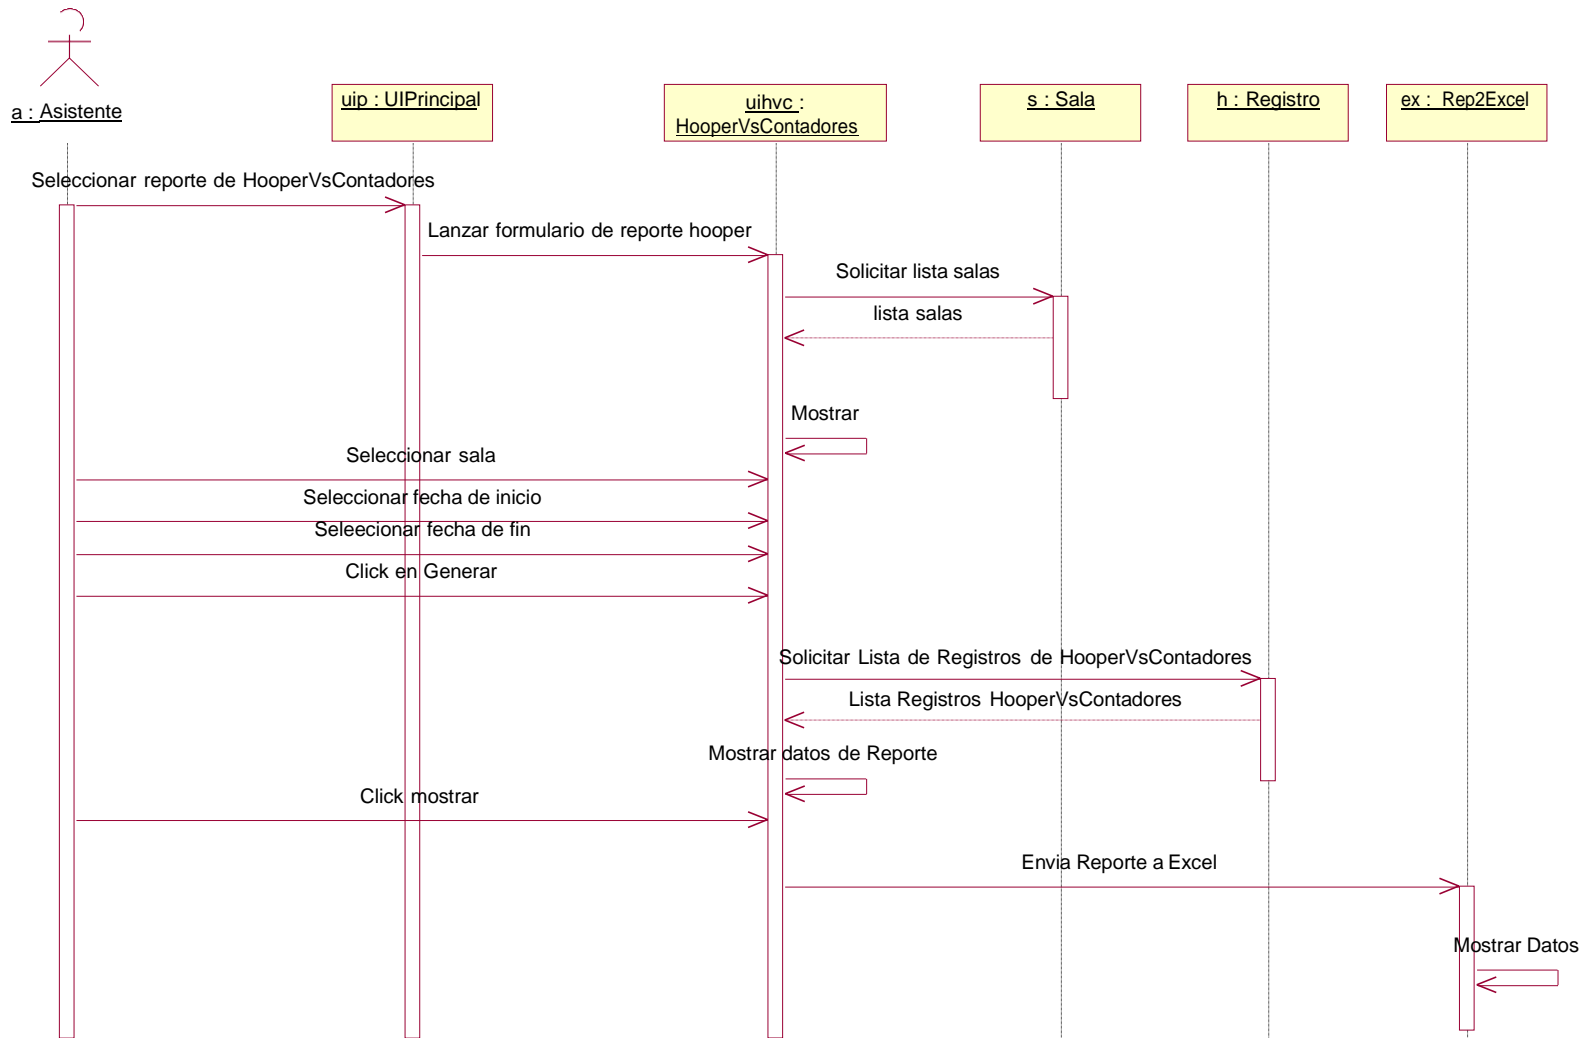 a : Asistente
uip : UIPrincipal
uihvc :
HooperVsContadores
s : Sala
h : Registro
ex : Rep2Excel
Seleccionar reporte de HooperVsContadores
Lanzar formulario de reporte hooper
Solicitar lista salas
lista salas
Mostrar
Seleccionar sala
Seleccionar fecha de inicio
Seleecionar fecha de fin
Click en Generar
Solicitar Lista de Registros de HooperVsContadores
Lista Registros HooperVsContadores
Mostrar datos de Reporte
Click mostrar
Envia Reporte a Excel
Mostrar Datos